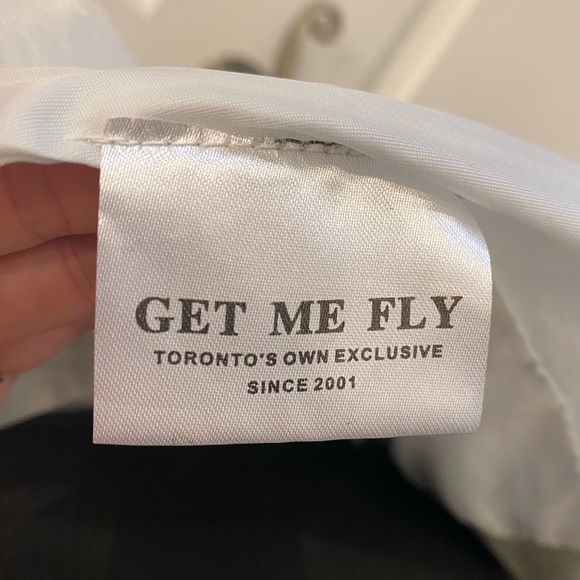 GET ME FLY
TORONTO'S OWN EXCLUSIVE
SINCE 2001